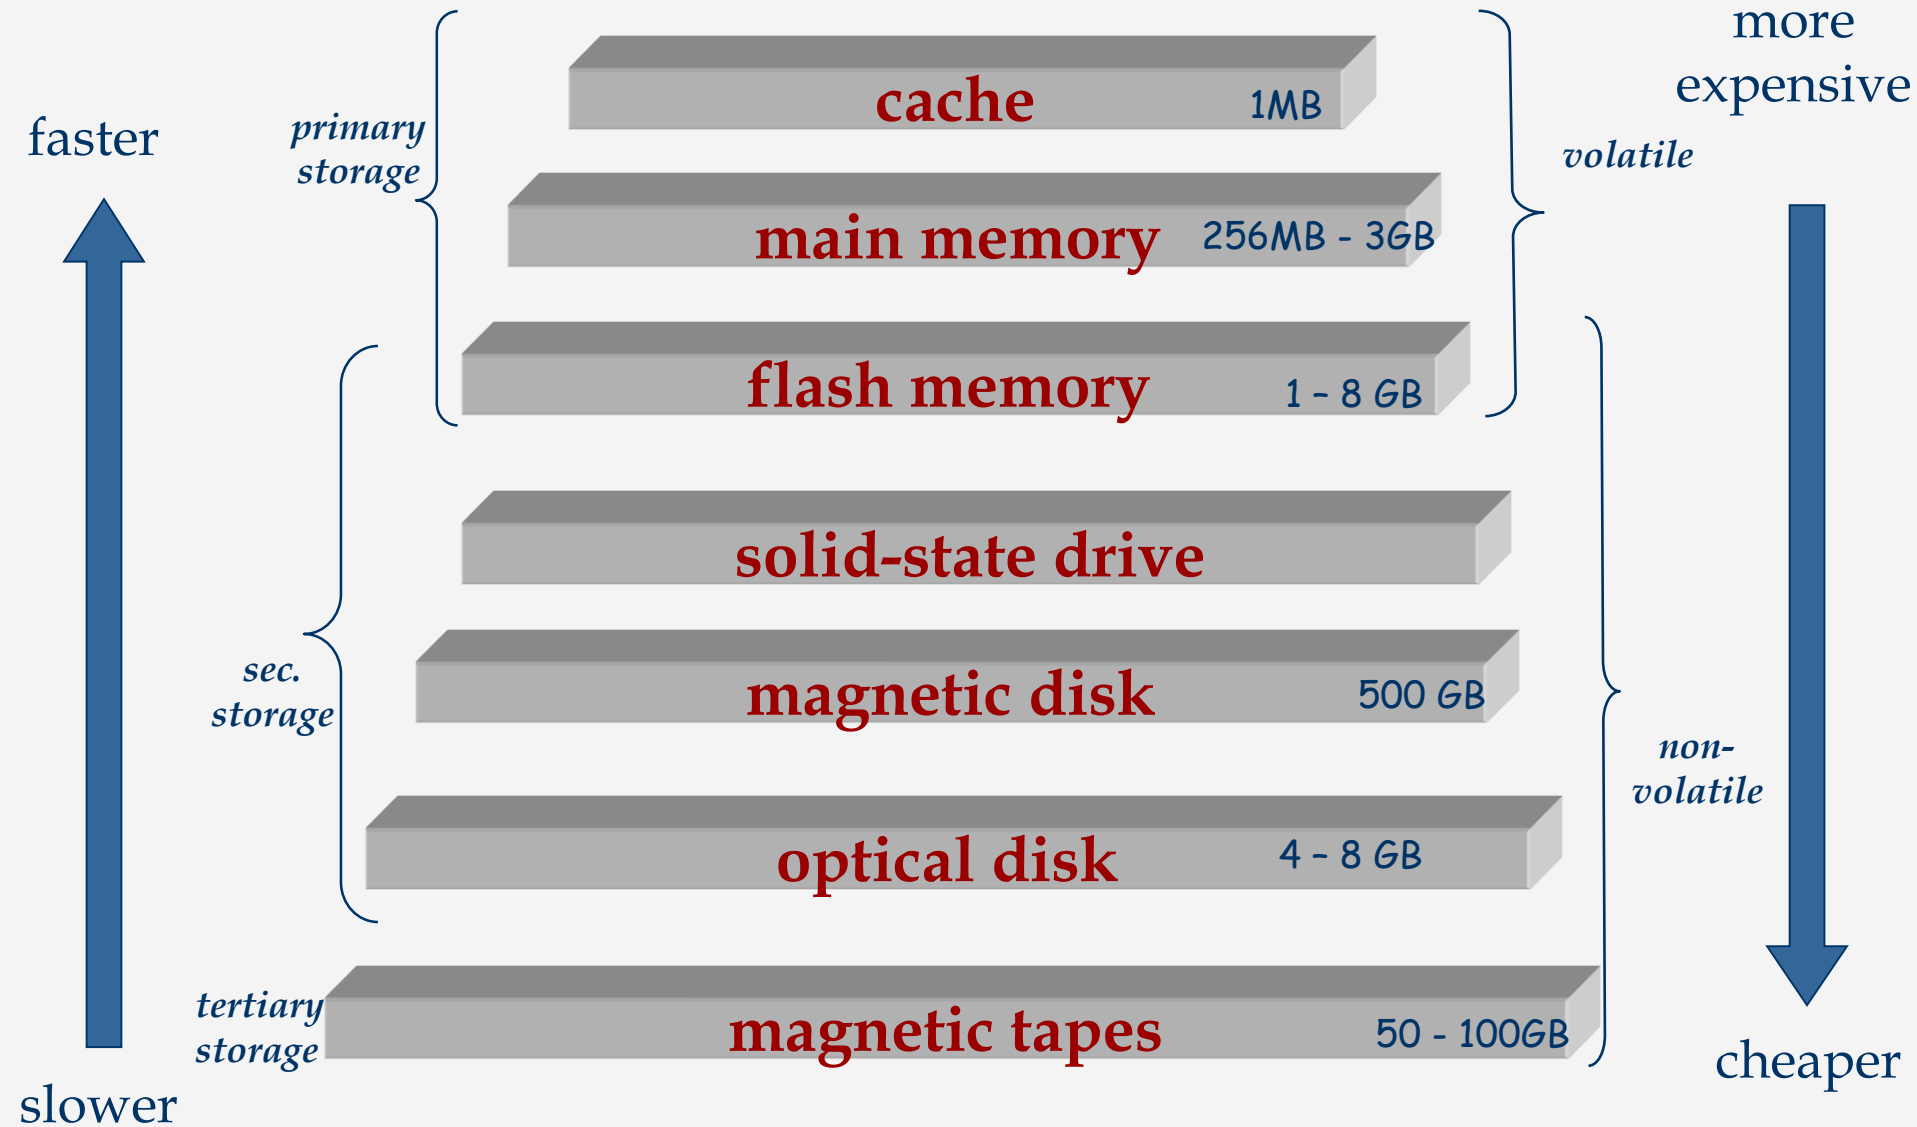 more
expensive
cache 1MB
faster
primary
storage
volatile
main memory 256MB - 3GB
flash memory 1 – 8 GB
solid-state drive
sec.
storage
magnetic disk 500 GB
non-
volatile
optical disk 4 – 8 GB
tertiary
storage
magnetic tapes 50 - 100GB
cheaper
slower